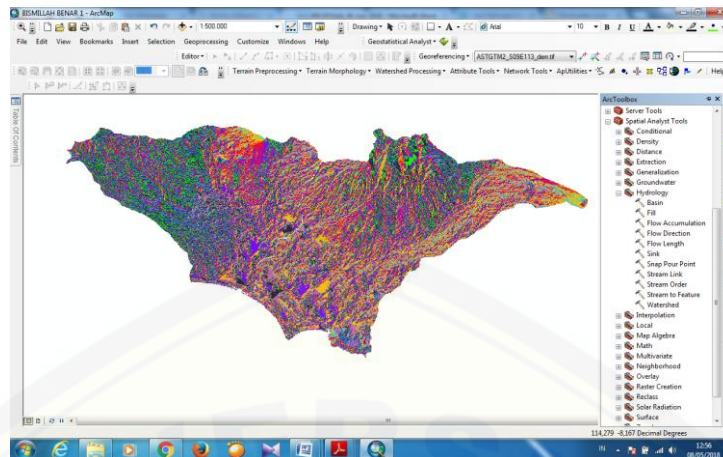 BISMILLAH BENAR 1 - ArcMap
1:500.000
Drawing
Arial
10
B I U A
File Edit View Bookmarks Insert Selection Geoprocessing Customize Windows Help
Geostatistical Analyst
Editor
Georeferencing
ASTGTM2_S09E113_dem.tif
Terrain Preprocessing Terrain Morphology Watershed Processing Attribute Tools Network Tools ApUtilities
Help
Table Of Contents
ArcToolbox
Server Tools
Spatial Analyst Tools
Conditional
Density
Distance
Extraction
Generalization
Groundwater
Hydrology
Basin
Fill
Flow Accumulation
Flow Direction
Flow Length
Sink
Snap Pour Point
Stream Link
Stream Order
Stream to Feature
Watershed
Interpolation
Local
Map Algebra
Math
Multivariate
Neighborhood
Overlay
Raster Creation
Reclass
Solar Radiation
Surface
114,279 -8,167 Decimal Degrees
IN
12:56
08/05/2018